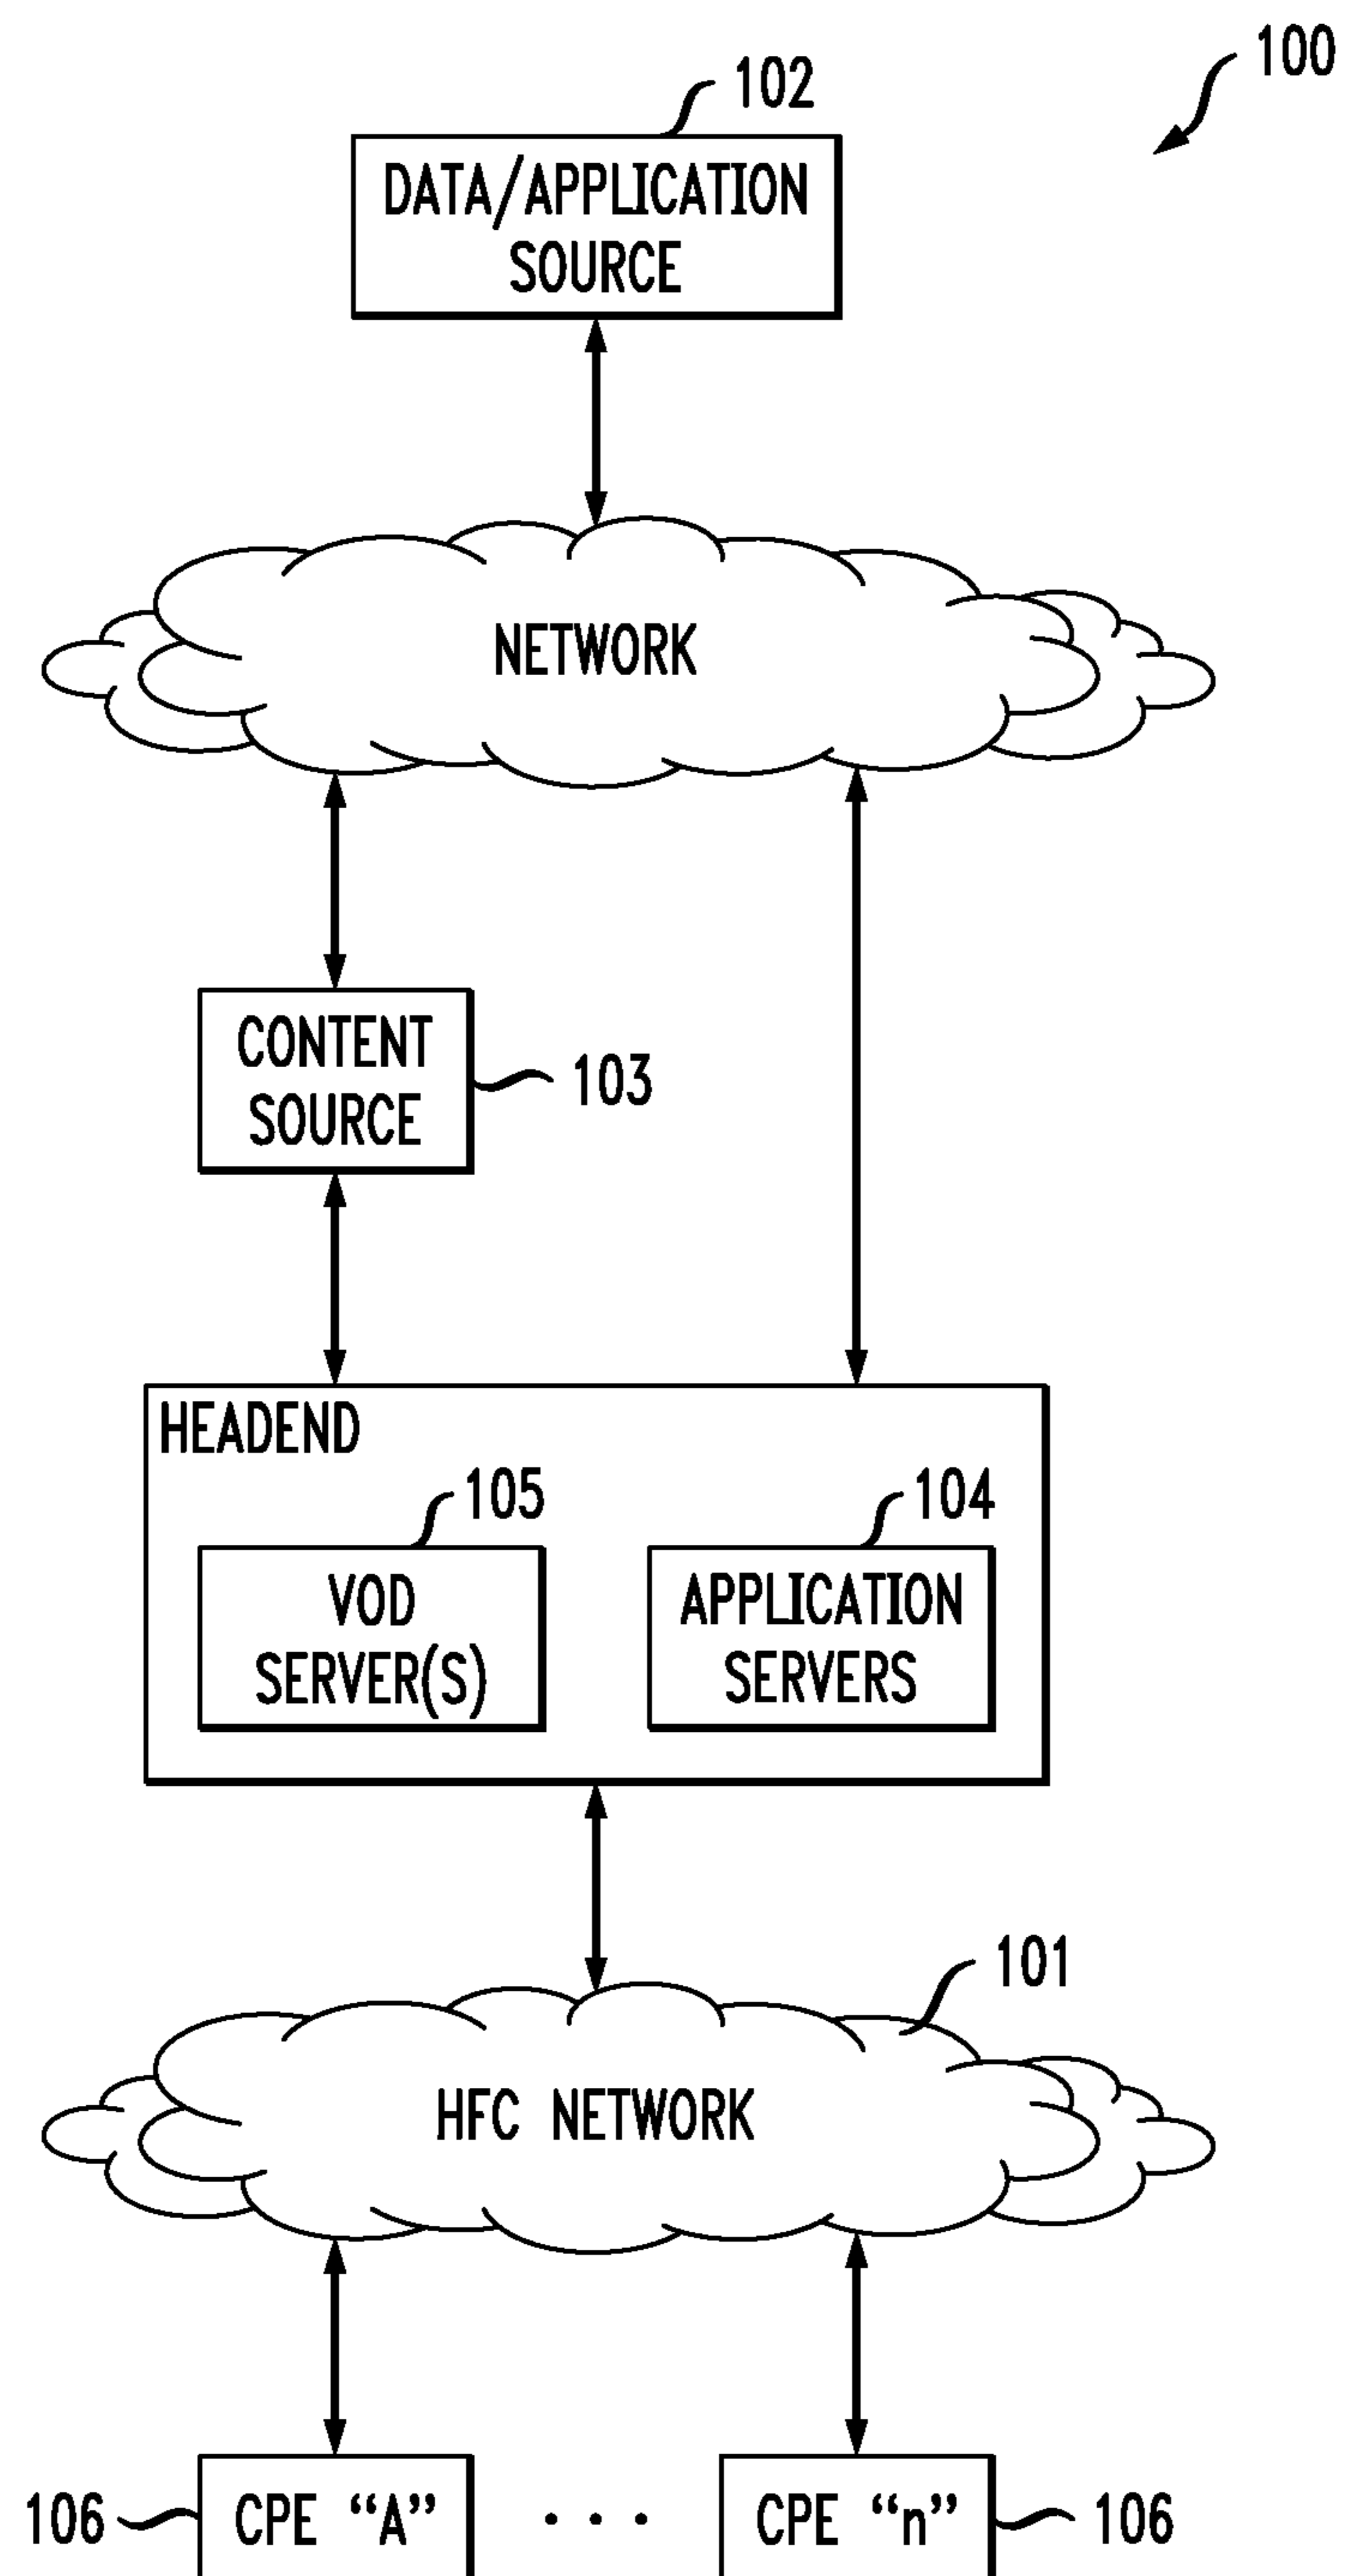 100
102
DATA/APPLICATION
SOURCE
NETWORK
CONTENT
SOURCE
103
HEADEND
105
104
VOD
SERVER(S)
APPLICATION
SERVERS
101
HFC NETWORK
106
CPE “A”
. . .
CPE “n”
106